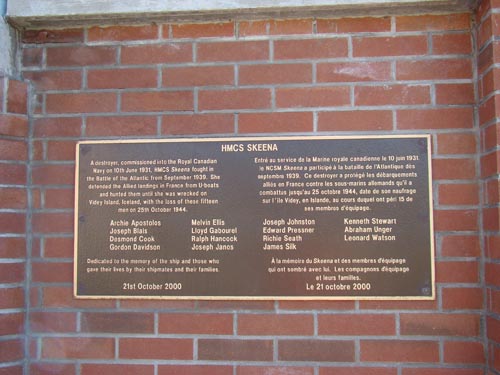 HMCS SKEENA
A destroyer, commissioned into the Royal Canadian
Navy on 10th June 1931, HMCS Skeena fought in
the Battle of the Atlantic from September 1939. She
defended the Allied landings in France from U-boats
and hunted them until she was wrecked on
Videy Island, Iceland, with the loss of these fifteen
men on 25th October 1944.
Entré au service de la Marine royale canadienne le 10 juin 1931,
le NCSM Skeena a participé à la bataille de l'Atlantique dès
septembre 1939. Ce destroyer a protégé les débarquements
alliés en France contre les sous-marins allemands qu'il a
combattus jusqu'au 25 octobre 1944, date de son naufrage
sur l'île Videy, en Islande, au cours duquel ont péri 15 de
ses membres d'équipage.
Archie Apostolos Melvin Ellis Joseph Johnston Kenneth Stewart
Joseph Blais Lloyd Gabourel Edward Pressner Abraham Unger
Desmond Cook Ralph Hancock Richie Seath Leonard Watson
Gordon Davidson Joseph Janos James Silk
Dedicated to the memory of the ship and those who
gave their lives by their shipmates and their families.
21st October 2000
À la mémoire du Skeena et des membres d'équipage
qui ont sombré avec lui. Les compagnons d'équipage
et leurs familles.
Le 21 octobre 2000